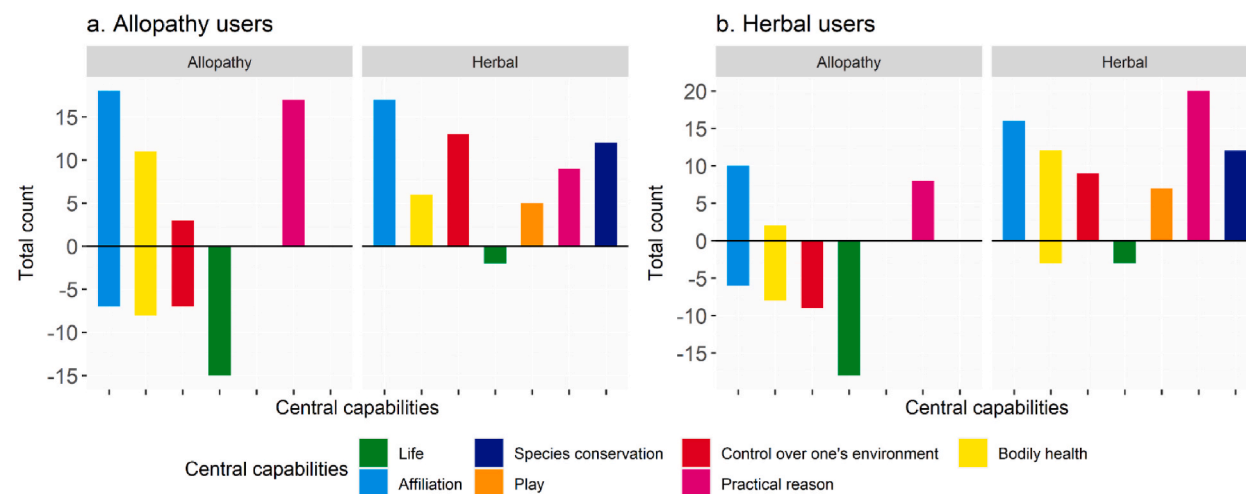 a. Allopathy users
Allopathy
Herbal
Total count
15
10
5
0
-5
-10
-15
Central capabilities
b. Herbal users
Allopathy
Herbal
Total count
20
15
10
5
0
-5
-10
-15
Central capabilities
Central capabilities
Life
Species conservation
Control over one's environment
Bodily health
Affiliation
Play
Practical reason